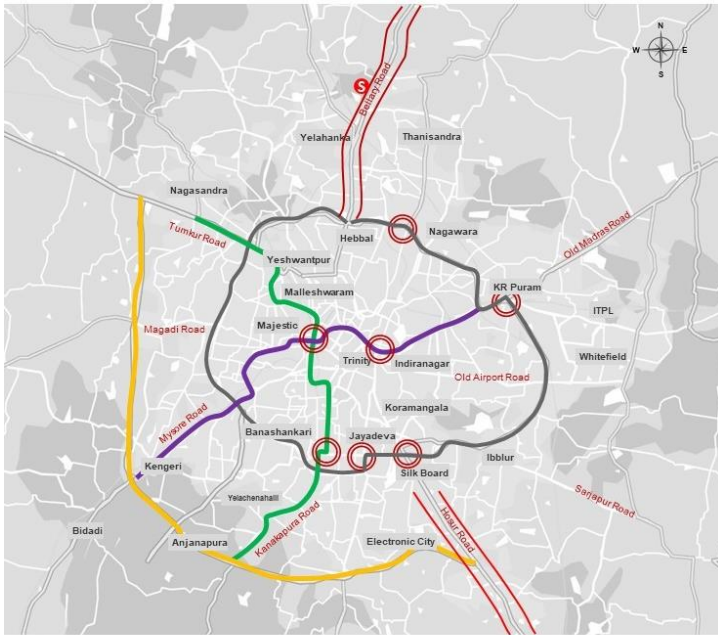 N
W E
S
S
Bellary Road
Yelahanka
Thanisandra
Nagasandra
Tumkur Road
Hebbal
Nagawara
Old Madras Road
Yeshwantpur
KR Puram
Malleshwaram
ITPL
Majestic
Magadi Road
Trinity
Indiranagar
Whitefield
Old Airport Road
Koramangala
Mysore Road
Banashankari
Jayadeva
Ibblur
Kengeri
Silk Board
Yelachenahalli
Sarjapur Road
Kanakapura Road
Hosur Road
Bidadi
Anjanapura
Electronic City